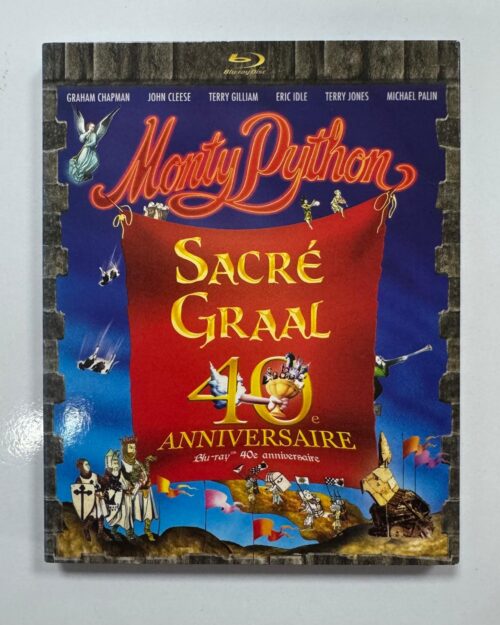 Blu-ray Disc
GRAHAM CHAPMAN JOHN CLEESE TERRY GILLIAM ERIC IDLE TERRY JONES MICHAEL PALIN
Monty Python
SACRÉ
GRAAL
40e
ANNIVERSAIRE
Blu-ray™ 40e anniversaire